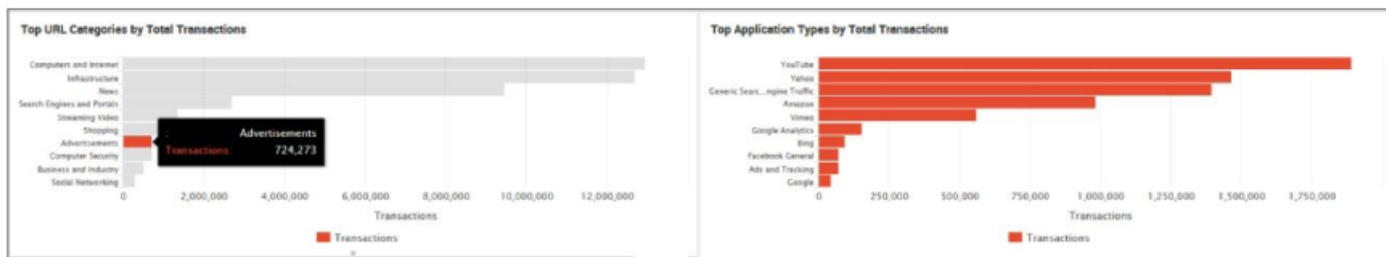 Top URL Categories by Total Transactions
Computers and Internet
Infrastructure
News
Search Engines and Portals
Streaming Video
Shopping
Advertisements
Computer Security
Business and Industry
Social Networking
: Advertisements
Transactions 724,273
0 2,000,000 4,000,000 6,000,000 8,000,000 10,000,000 12,000,000
Transactions
Transactions
Top Application Types by Total Transactions
YouTube
Yahoo
Generic Searc...ngine Traffic
Amazon
Vimeo
Google Analytics
Bing
Facebook General
Ads and Tracking
Google
0 250,000 500,000 750,000 1,000,000 1,250,000 1,500,000 1,750,000
Transactions
Transactions